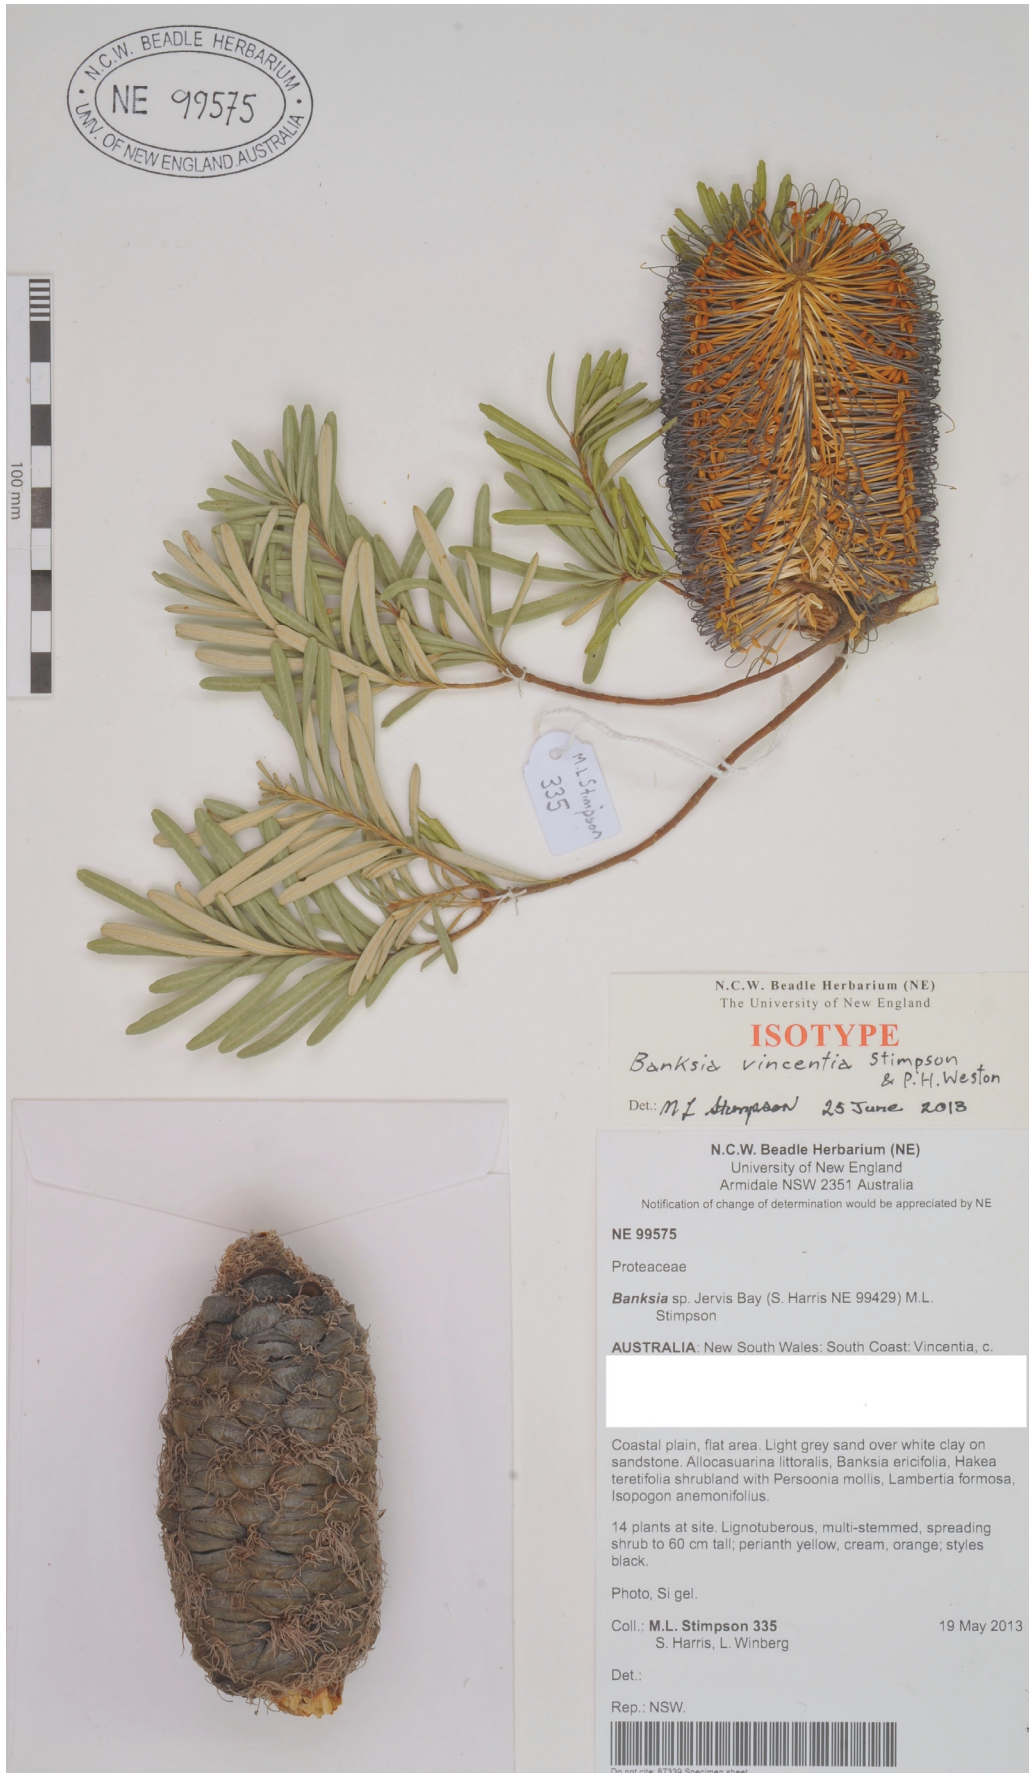 N.C.W. BEADLE HERBARIUM
NE 99575
UNIV. OF NEW ENGLAND. AUSTRALIA
100 mm
M.L Stimpson
335
N.C.W. Beadle Herbarium (NE)
The University of New England
ISOTYPE
Banksia vincentia Stimpson
& P.H. Weston
Det.: M L Stimpson 25 June 2013
N.C.W. Beadle Herbarium (NE)
University of New England
Armidale NSW 2351 Australia
Notification of change of determination would be appreciated by NE
NE 99575
Proteaceae
Banksia sp. Jervis Bay (S. Harris NE 99429) M.L.
Stimpson
AUSTRALIA: New South Wales: South Coast: Vincentia, c.
Coastal plain, flat area. Light grey sand over white clay on
sandstone. Allocasuarina littoralis, Banksia ericifolia, Hakea
teretifolia shrubland with Persoonia mollis, Lambertia formosa,
Isopogon anemonifolius.
14 plants at site. Lignotuberous, multi-stemmed, spreading
shrub to 60 cm tall; perianth yellow, cream, orange; styles
black.
Photo, Si gel.
Coll.: M.L. Stimpson 335 19 May 2013
S. Harris, L. Winberg
Det.:
Rep.: NSW.
Do not cite: 87339 Specimen sheet